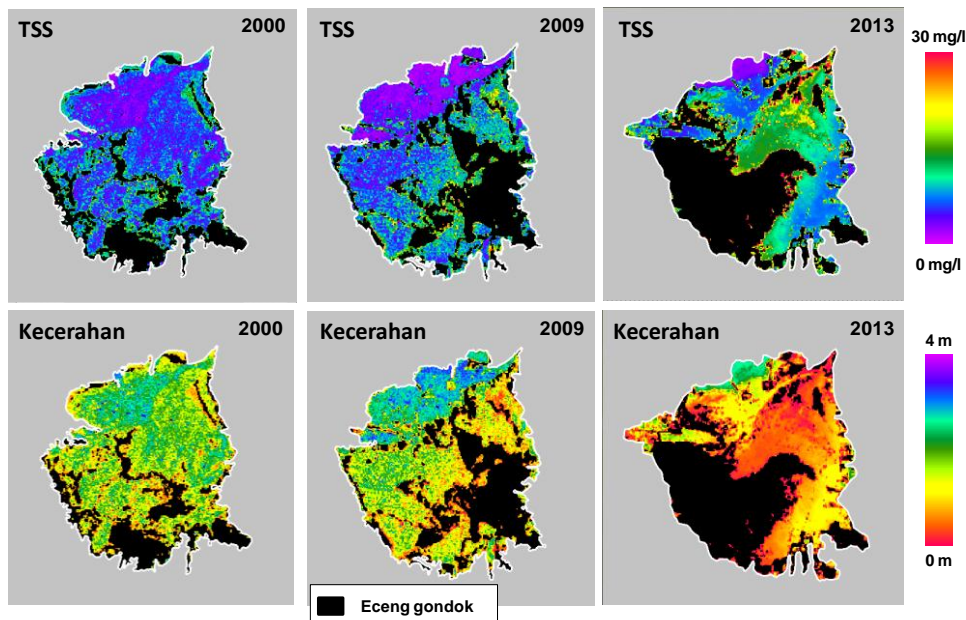 TSS 2000
TSS 2009
TSS 2013
30 mg/l
0 mg/l
Kecerahan 2000
Kecerahan 2009
Kecerahan 2013
4 m
0 m
Eceng gondok